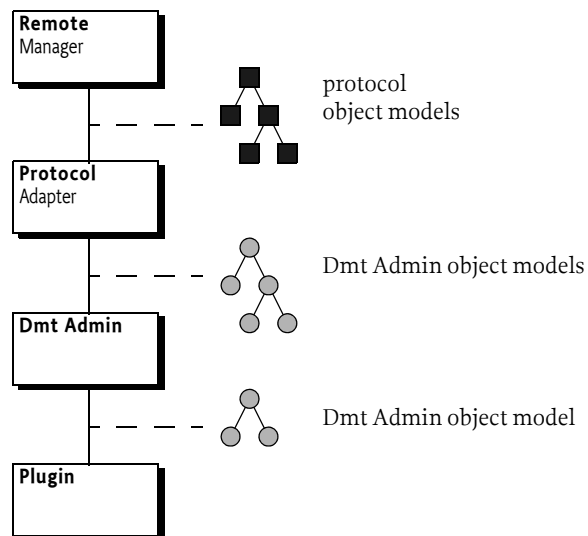 Remote
Manager
protocol
object models
Protocol
Adapter
Dmt Admin object models
Dmt Admin
Dmt Admin object model
Plugin